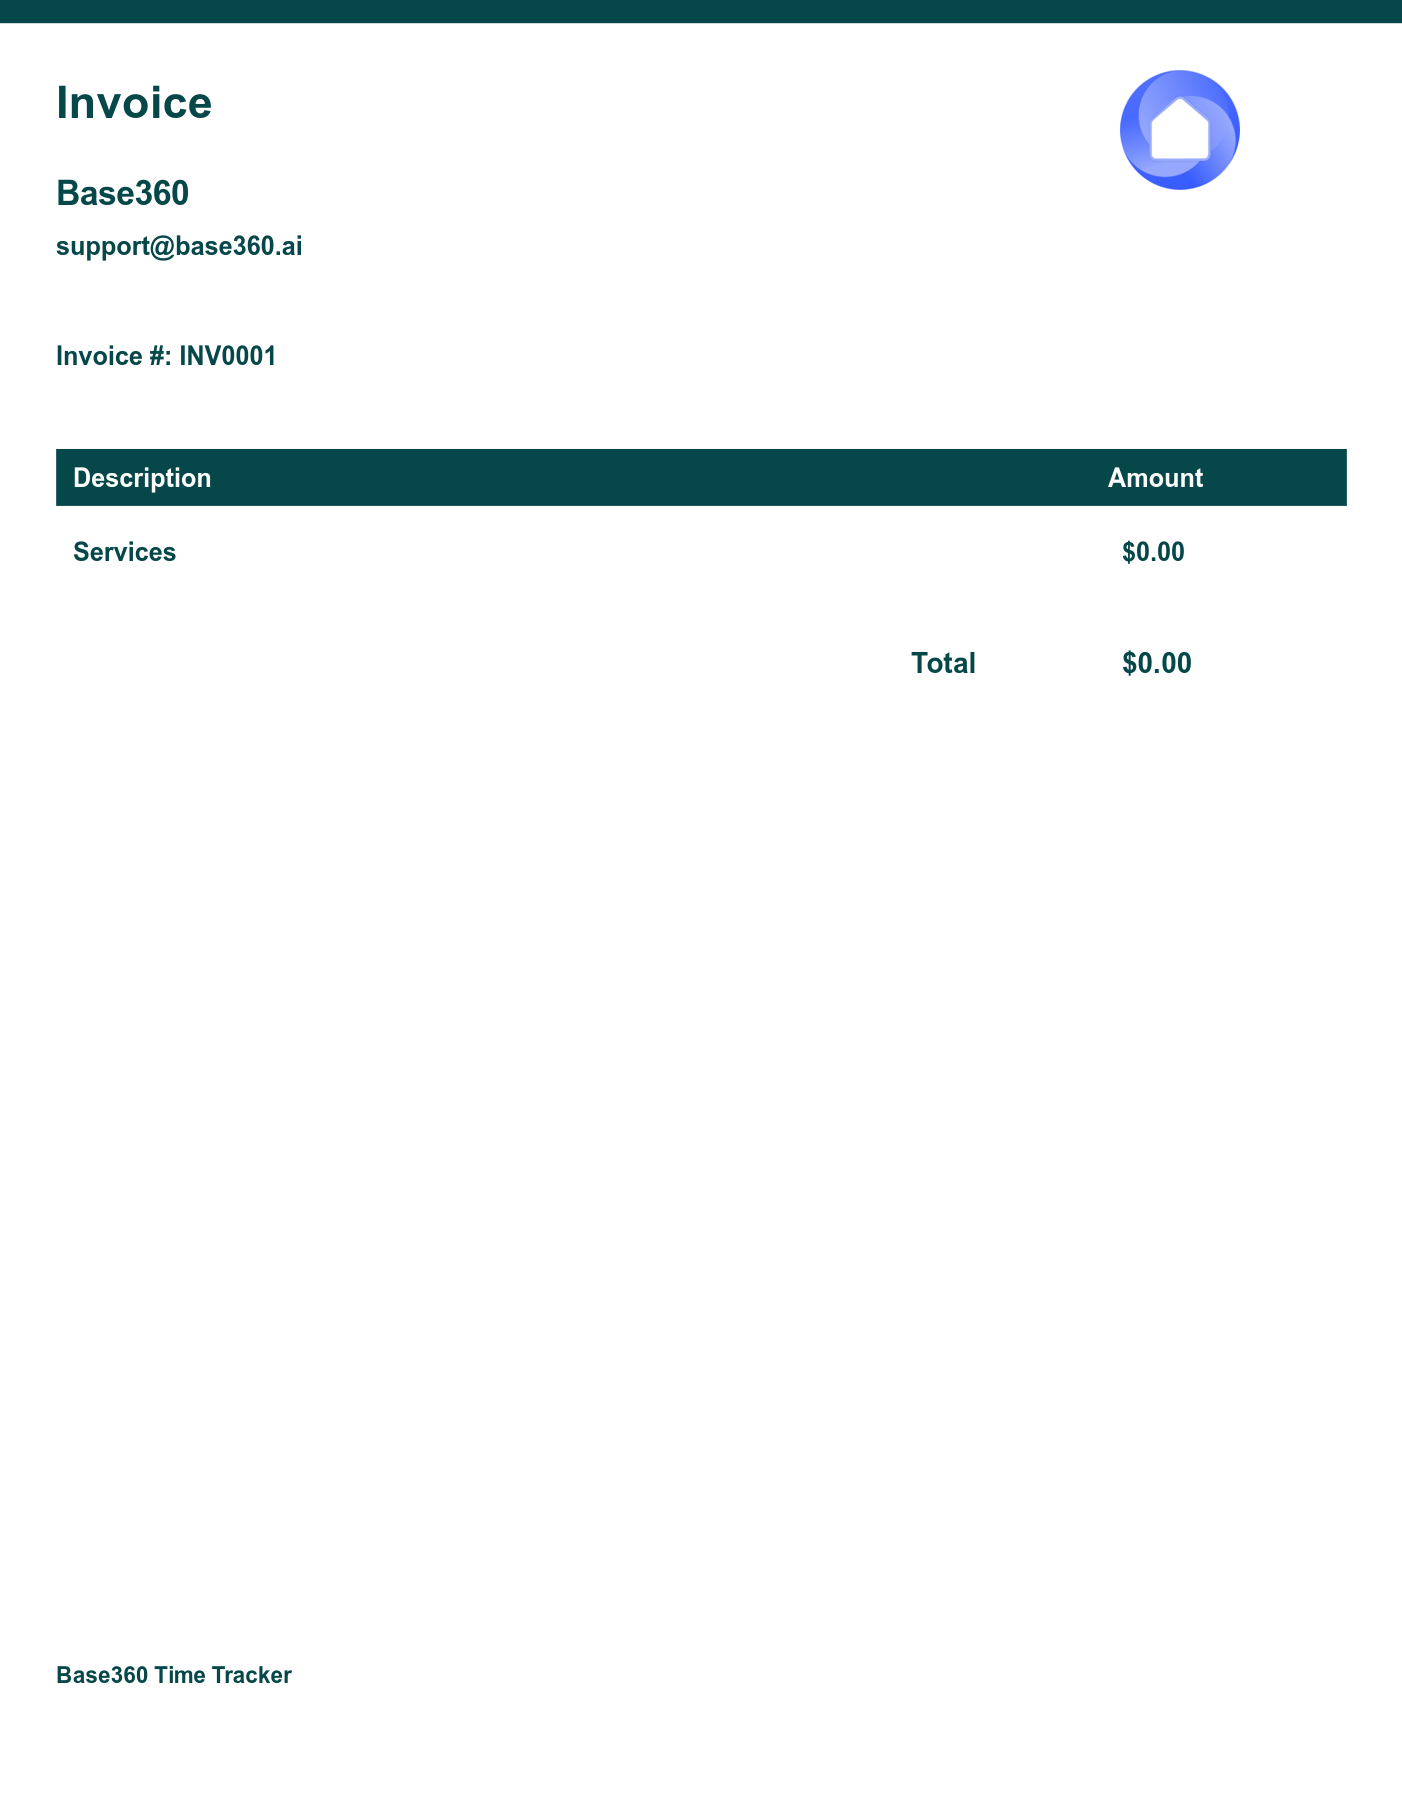 Invoice
Base360
support@base360.ai
Invoice #: INV0001
Description Amount
Services $0.00
Total $0.00
Base360 Time Tracker